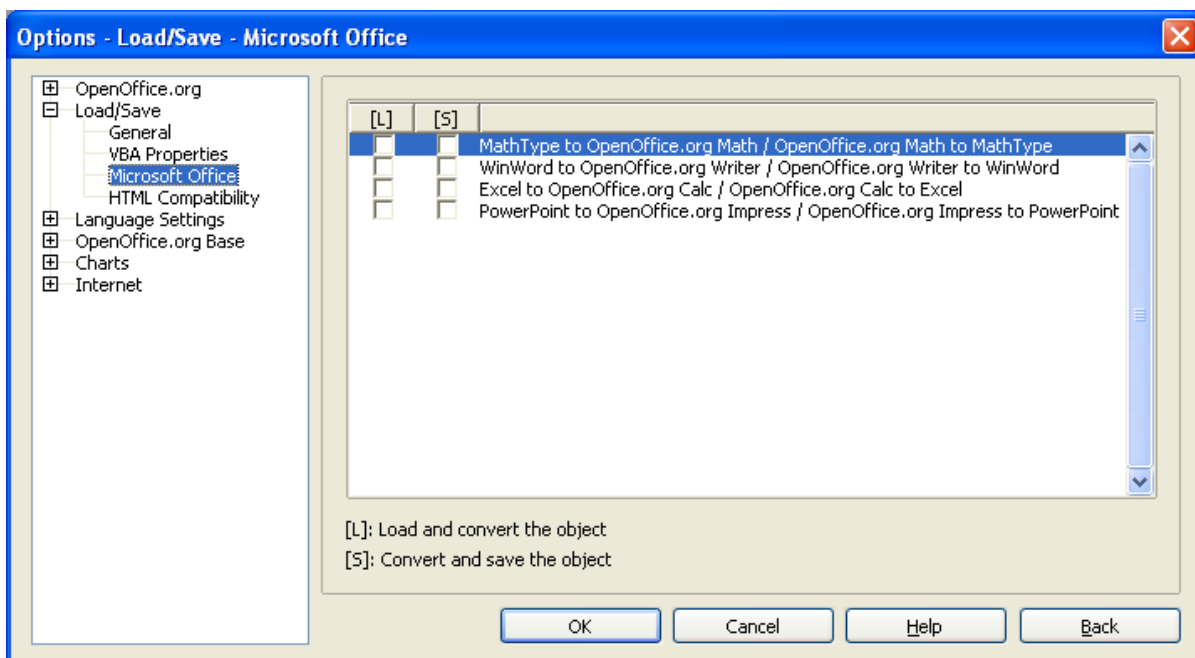 Options - Load/Save - Microsoft Office
OpenOffice.org
Load/Save
General
VBA Properties
Microsoft Office
HTML Compatibility
Language Settings
OpenOffice.org Base
Charts
Internet
[L] [S]
MathType to OpenOffice.org Math / OpenOffice.org Math to MathType
WinWord to OpenOffice.org Writer / OpenOffice.org Writer to WinWord
Excel to OpenOffice.org Calc / OpenOffice.org Calc to Excel
PowerPoint to OpenOffice.org Impress / OpenOffice.org Impress to PowerPoint
[L]: Load and convert the object
[S]: Convert and save the object
OK Cancel Help Back